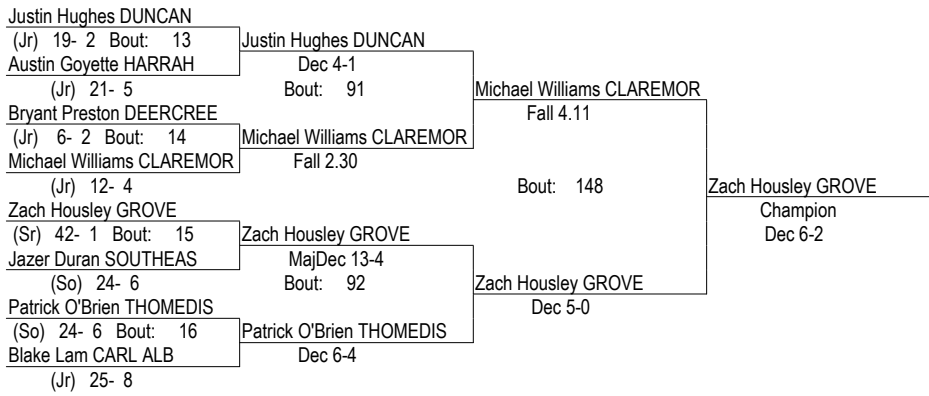 Justin Hughes DUNCAN
(Jr) 19- 2 Bout: 13
Justin Hughes DUNCAN
Austin Goyette HARRAH
Dec 4-1
(Jr) 21- 5
Bout: 91
Michael Williams CLAREMOR
Bryant Preston DEERCREE
Fall 4.11
(Jr) 6- 2 Bout: 14
Michael Williams CLAREMOR
Michael Williams CLAREMOR
Fall 2.30
(Jr) 12- 4
Bout: 148
Zach Housley GROVE
Zach Housley GROVE
Champion
(Sr) 42- 1 Bout: 15
Zach Housley GROVE
Dec 6-2
Jazer Duran SOUTHEAS
MajDec 13-4
(So) 24- 6
Bout: 92
Zach Housley GROVE
Patrick O'Brien THOMEDIS
Dec 5-0
(So) 24- 6 Bout: 16
Patrick O'Brien THOMEDIS
Blake Lam CARL ALB
Dec 6-4
(Jr) 25- 8